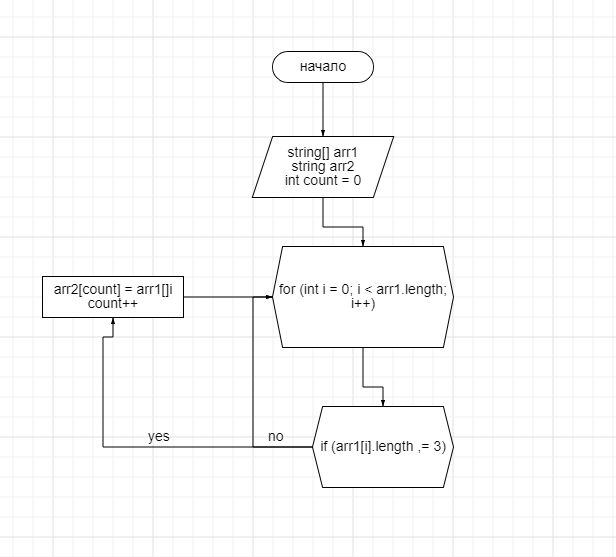 начало
string[] arr1
string arr2
int count = 0
arr2[count] = arr1[]i
count++
for (int i = 0; i < arr1.length;
i++)
yes
no
if (arr1[i].length ,= 3)